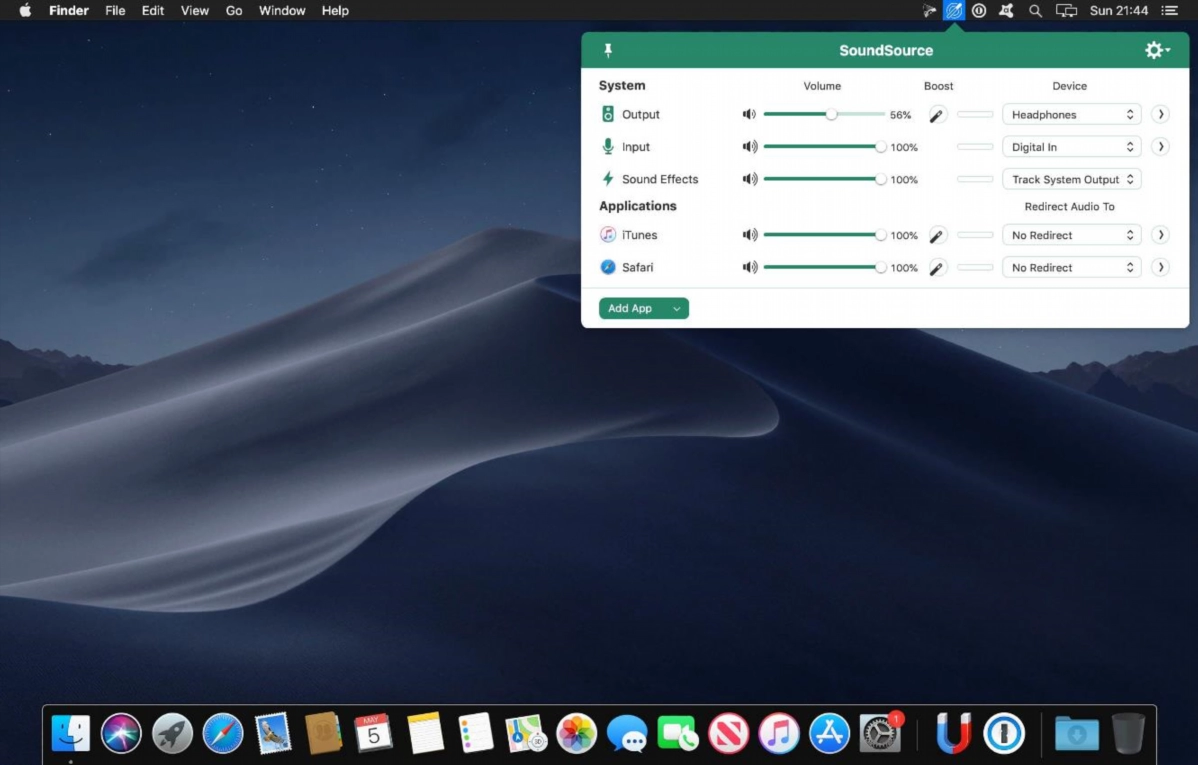 Finder File Edit View Go Window Help Sun 21:44
SoundSource
System Volume Boost Device
Output 56% Headphones
Input 100% Digital In
Sound Effects 100% Track System Output
Applications Redirect Audio To
iTunes 100% No Redirect
Safari 100% No Redirect
Add App
MAY
5
3D
1